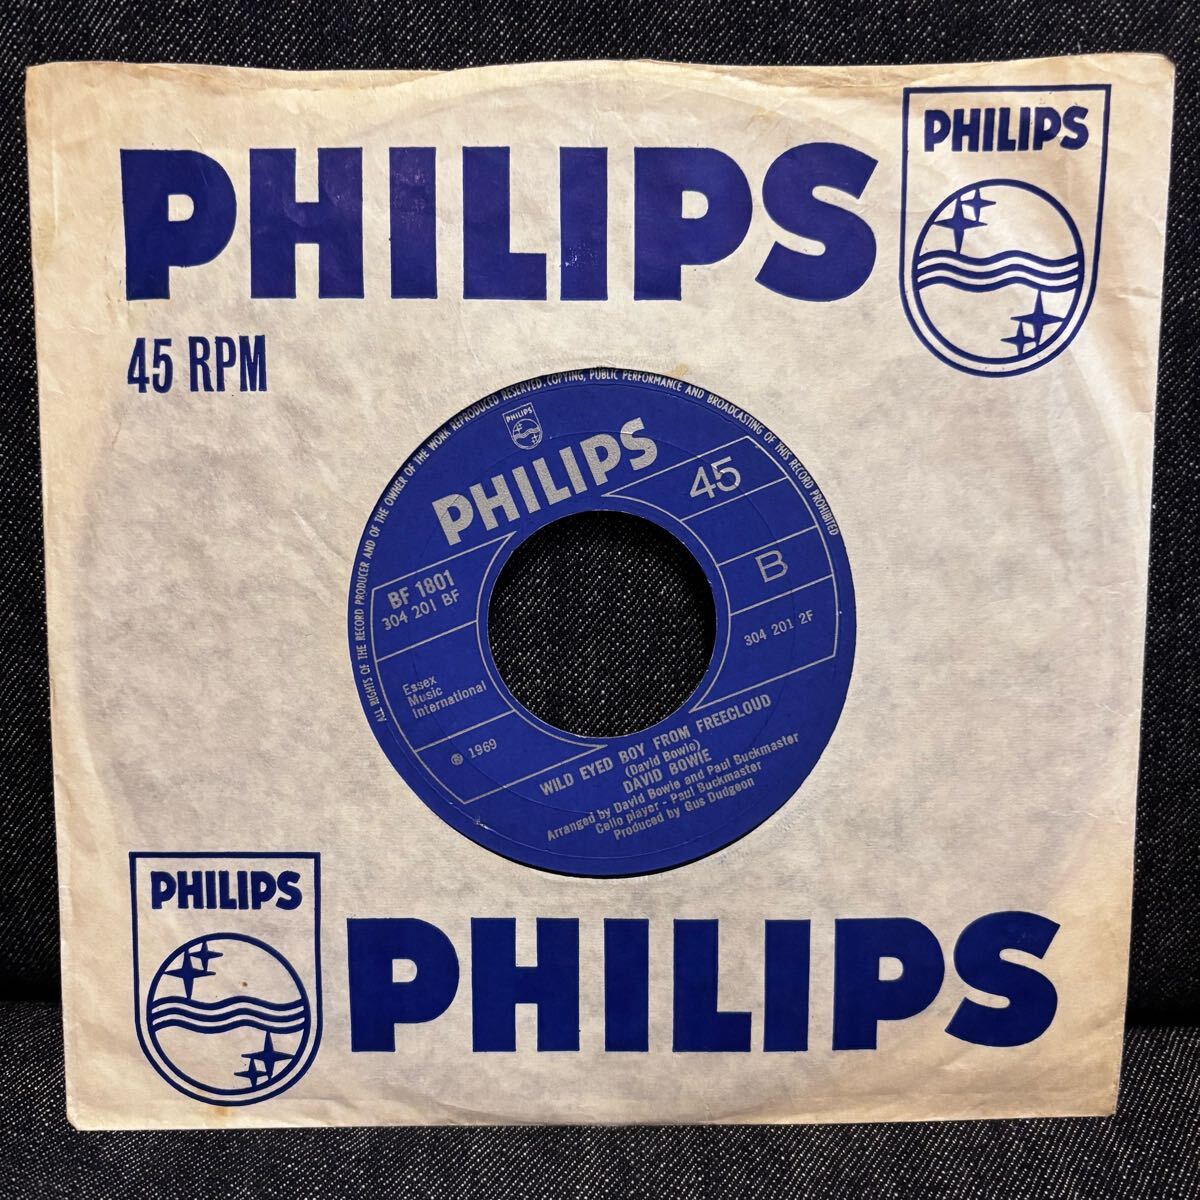 PHILIPS
PHILIPS
45 RPM
ALL RIGHTS OF THE RECORD PRODUCER AND OF THE OWNER OF THE WORK REPRODUCED RESERVED. COPYING, PUBLIC PERFORMANCE AND BROADCASTING OF THIS RECORD PROHIBITED
PHILIPS
PHILIPS
45
B
BF 1801
304 201 BF
304 201 2F
Essex
Music
International
℗ 1969
WILD EYED BOY FROM FREECLOUD
(David Bowie)
DAVID BOWIE
Arranged by David Bowie and Paul Buckmaster
Cello player - Paul Buckmaster
Produced by Gus Dudgeon
PHILIPS
PHILIPS